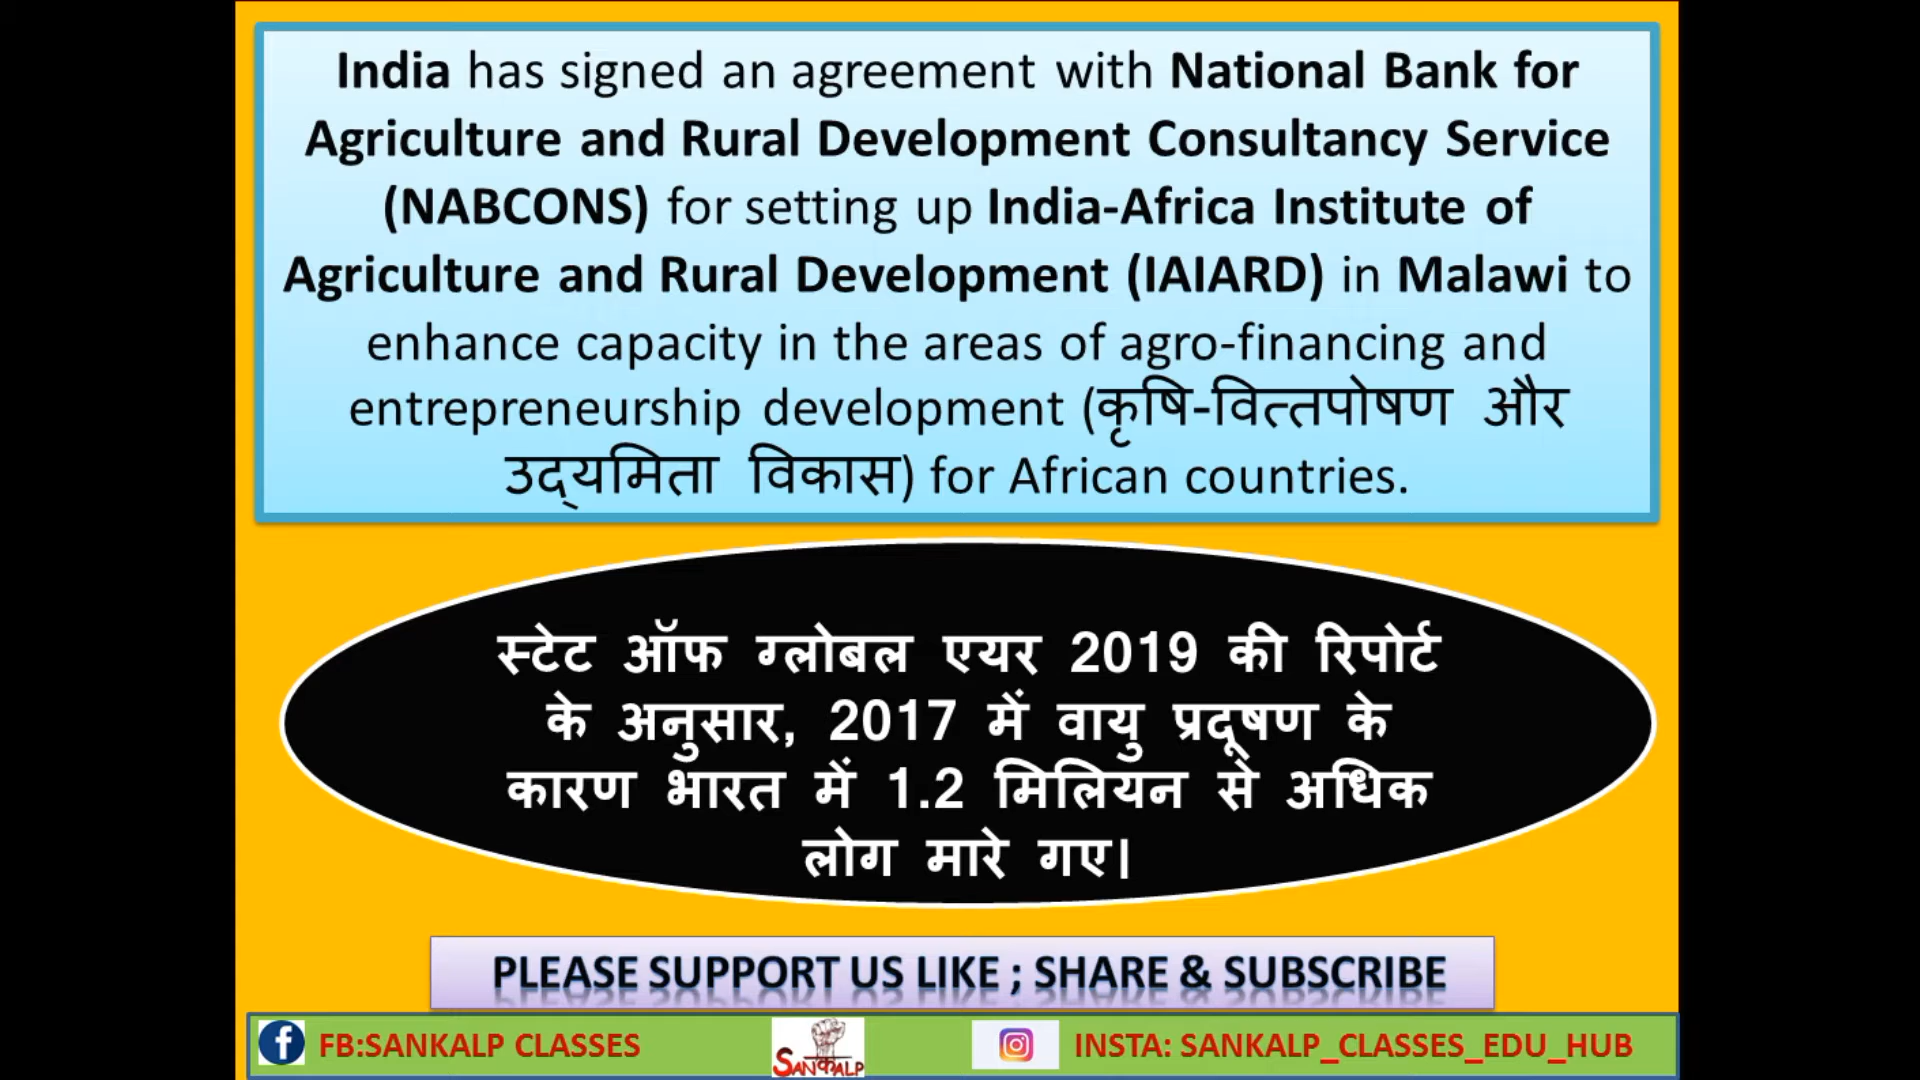 India has signed an agreement with National Bank for
Agriculture and Rural Development Consultancy Service
(NABCONS) for setting up India-Africa Institute of
Agriculture and Rural Development (IAIARD) in Malawi to
enhance capacity in the areas of agro-financing and
entrepreneurship development (कृषि-वित्तपोषण और
उद्यमिता विकास) for African countries.
स्टेट ऑफ ग्लोबल एयर 2019 की रिपोर्ट
के अनुसार, 2017 में वायु प्रदूषण के
कारण भारत में 1.2 मिलियन से अधिक
लोग मारे गए।
PLEASE SUPPORT US LIKE ; SHARE & SUBSCRIBE
FB:SANKALP CLASSES
SANKALP
INSTA: SANKALP_CLASSES_EDU_HUB